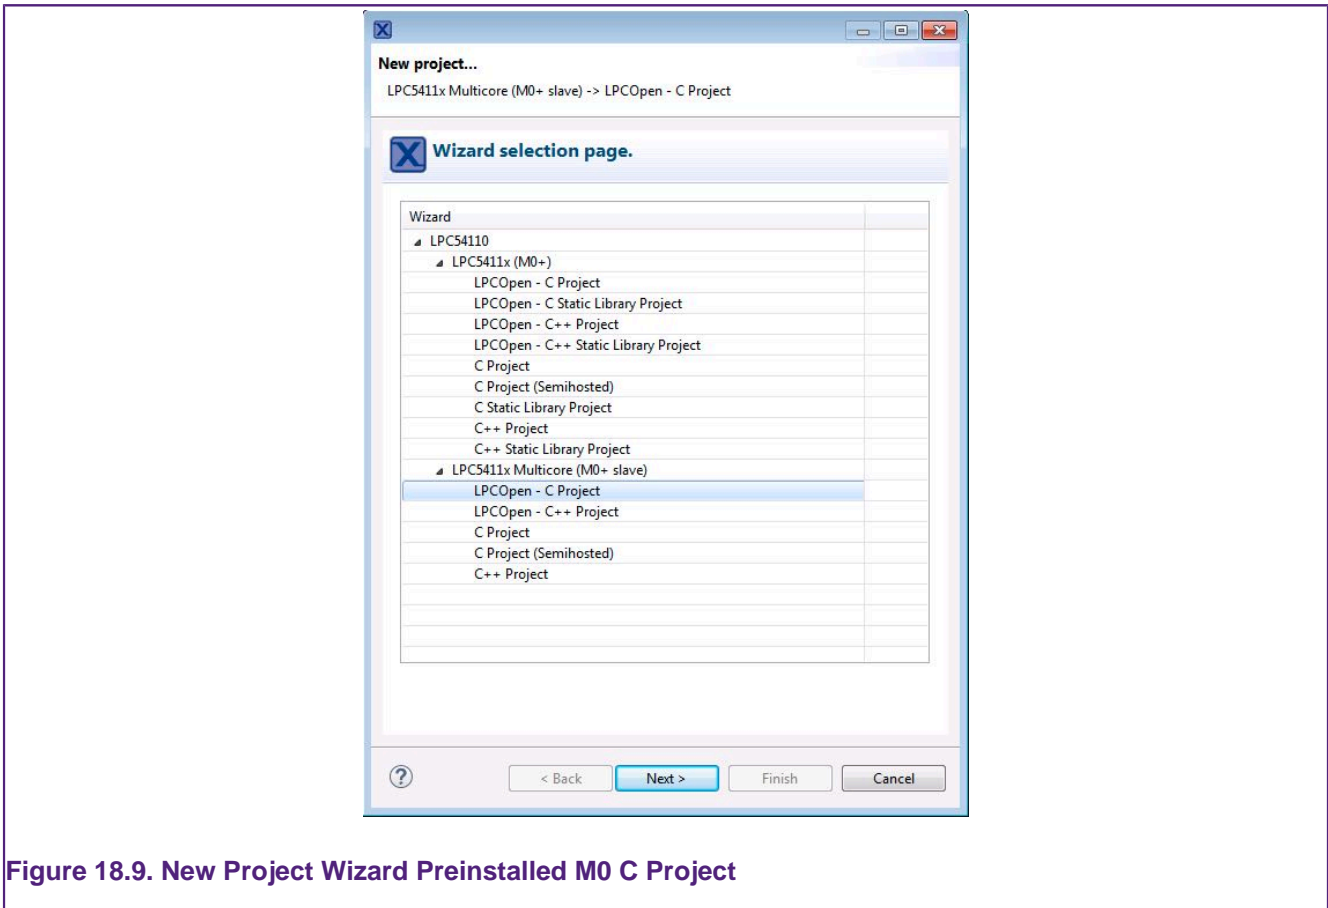 New project...
LPC5411x Multicore (M0+ slave) -> LPCOpen - C Project
Wizard selection page.
Wizard
LPC54110
LPC5411x (M0+)
LPCOpen - C Project
LPCOpen - C Static Library Project
LPCOpen - C++ Project
LPCOpen - C++ Static Library Project
C Project
C Project (Semihosted)
C Static Library Project
C++ Project
C++ Static Library Project
LPC5411x Multicore (M0+ slave)
LPCOpen - C Project
LPCOpen - C++ Project
C Project
C Project (Semihosted)
C++ Project
< Back Next > Finish Cancel
Figure 18.9. New Project Wizard Preinstalled M0 C Project